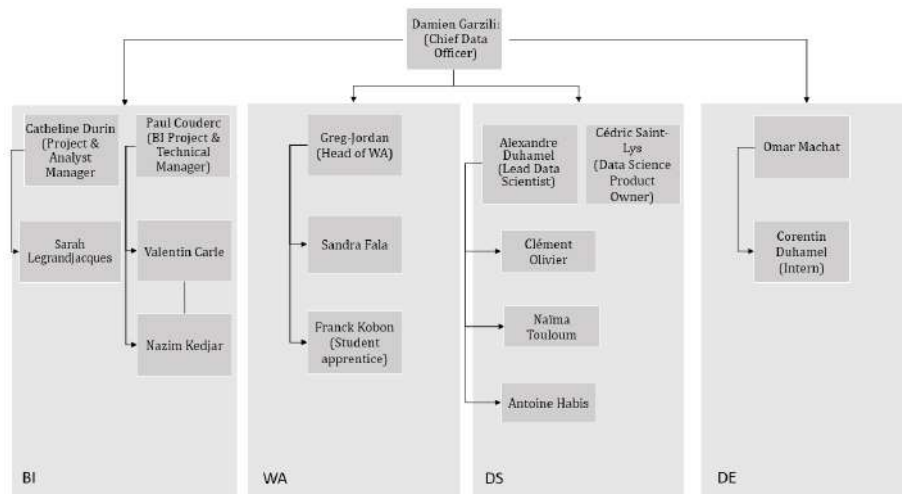 Damien Garzilli
(Chief Data
Officer)
Catheline Durin
(Project &
Analyst
Manager
Paul Couderc
(BI Project &
Technical
Manager)
Sarah
Legrandjacques
Valentin Carle
Nazim Kedjar
BI
Greg-Jordan
(Head of WA)
Sandra Fala
Franck Kobon
(Student
apprentice)
WA
Alexandre
Duhamel
(Lead Data
Scientist)
Cédric Saint-
Lys
(Data Science
Product
Owner)
Clément
Olivier
Naïma
Touloum
Antoine Habis
DS
Omar Machat
Corentin
Duhamel
(Intern)
DE